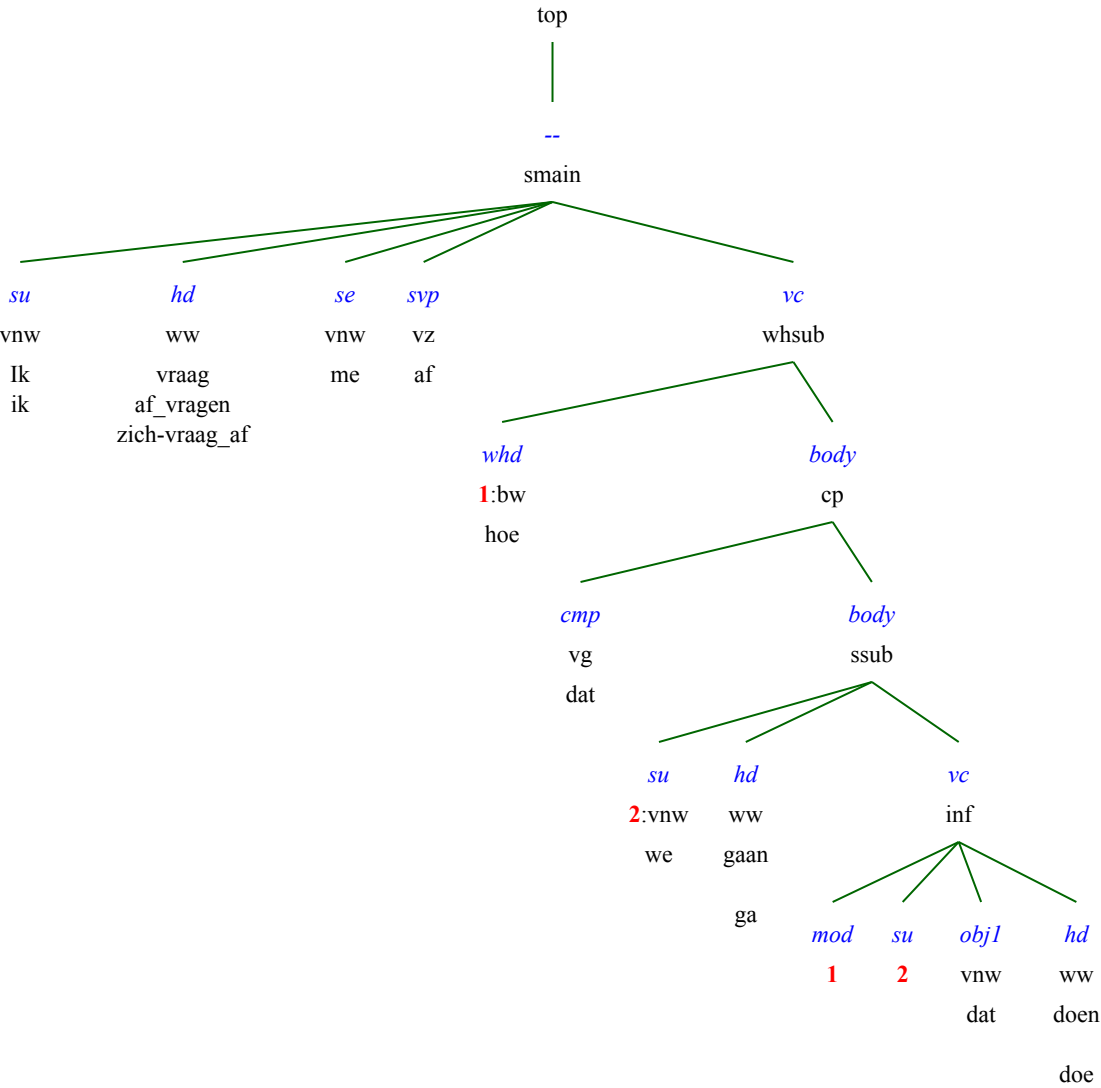 top
--
smain
su hd se svp vc
vnw ww vnw vz whsub
Ik vraag me af
ik af_vragen
zich-vraag_af
whd body
1:bw cp
hoe
cmp body
vg ssub
dat
su hd vc
2:vnw ww inf
we gaan
ga
mod su obj1 hd
1 2 vnw ww
dat doen
doe